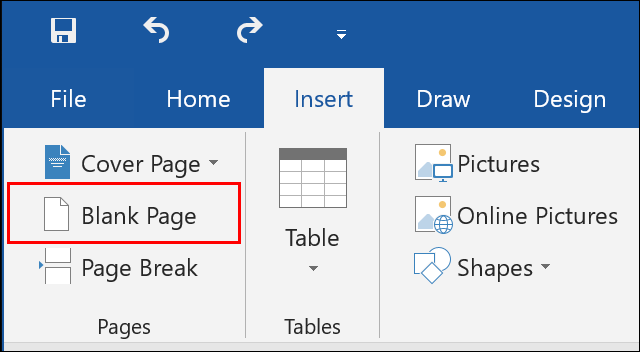 File Home Insert Draw Design
Cover Page
Blank Page
Page Break
Pages
Table
Tables
Pictures
Online Pictures
Shapes